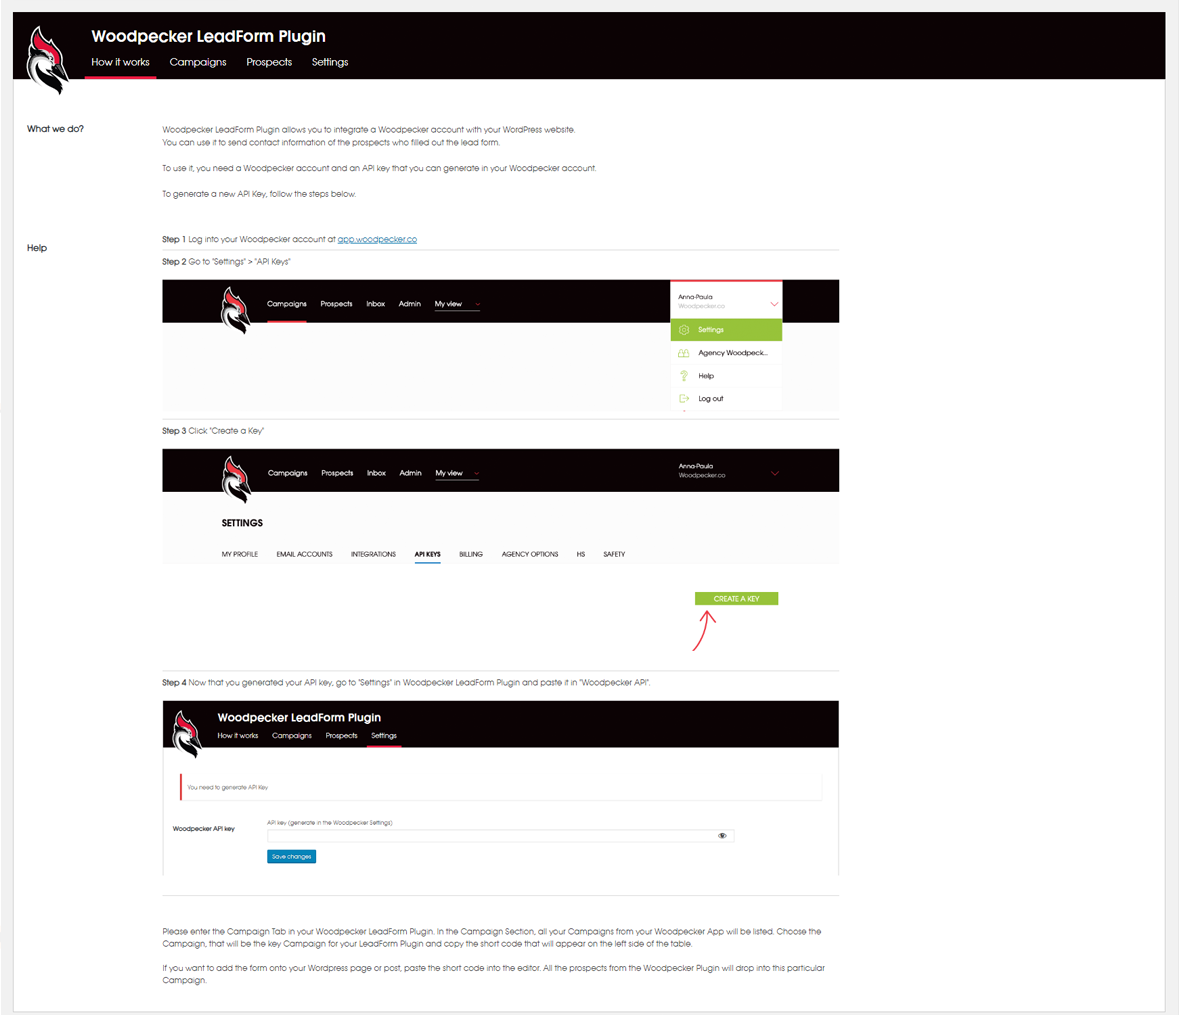 Woodpecker LeadForm Plugin
How it works Campaigns Prospects Settings
What we do?
Woodpecker LeadForm Plugin allows you to integrate a Woodpecker account with your WordPress website.
You can use it to send contact information of the prospects who filled out the lead form.
To use it, you need a Woodpecker account and an API key that you can generate in your Woodpecker account.
To generate a new API Key, follow the steps below.
Help
Step 1 Log into your Woodpecker account at app.woodpecker.co
Step 2 Go to "Settings" > "API Keys"
Campaigns Prospects Inbox Admin My view
Anna-Paula
Woodpecker.co
Settings
Agency Woodpeck...
Help
Log out
Step 3 Click "Create a Key"
Campaigns Prospects Inbox Admin My view
Anna-Paula
Woodpecker.co
SETTINGS
MY PROFILE EMAIL ACCOUNTS INTEGRATIONS API KEYS BILLING AGENCY OPTIONS HS SAFETY
CREATE A KEY
Step 4 Now that you generated your API key, go to "Settings" in Woodpecker LeadForm Plugin and paste it in "Woodpecker API".
Woodpecker LeadForm Plugin
How it works Campaigns Prospects Settings
You need to generate API Key
Woodpecker API key
API key (generate in the Woodpecker Settings)
Save changes
Please enter the Campaign Tab in your Woodpecker LeadForm Plugin. In the Campaign Section, all your Campaigns from your Woodpecker App will be listed. Choose the
Campaign, that will be the key Campaign for your LeadForm Plugin and copy the short code that will appear on the left side of the table.
If you want to add the form onto your Wordpress page or post, paste the short code into the editor. All the prospects from the Woodpecker Plugin will drop into this particular
Campaign.